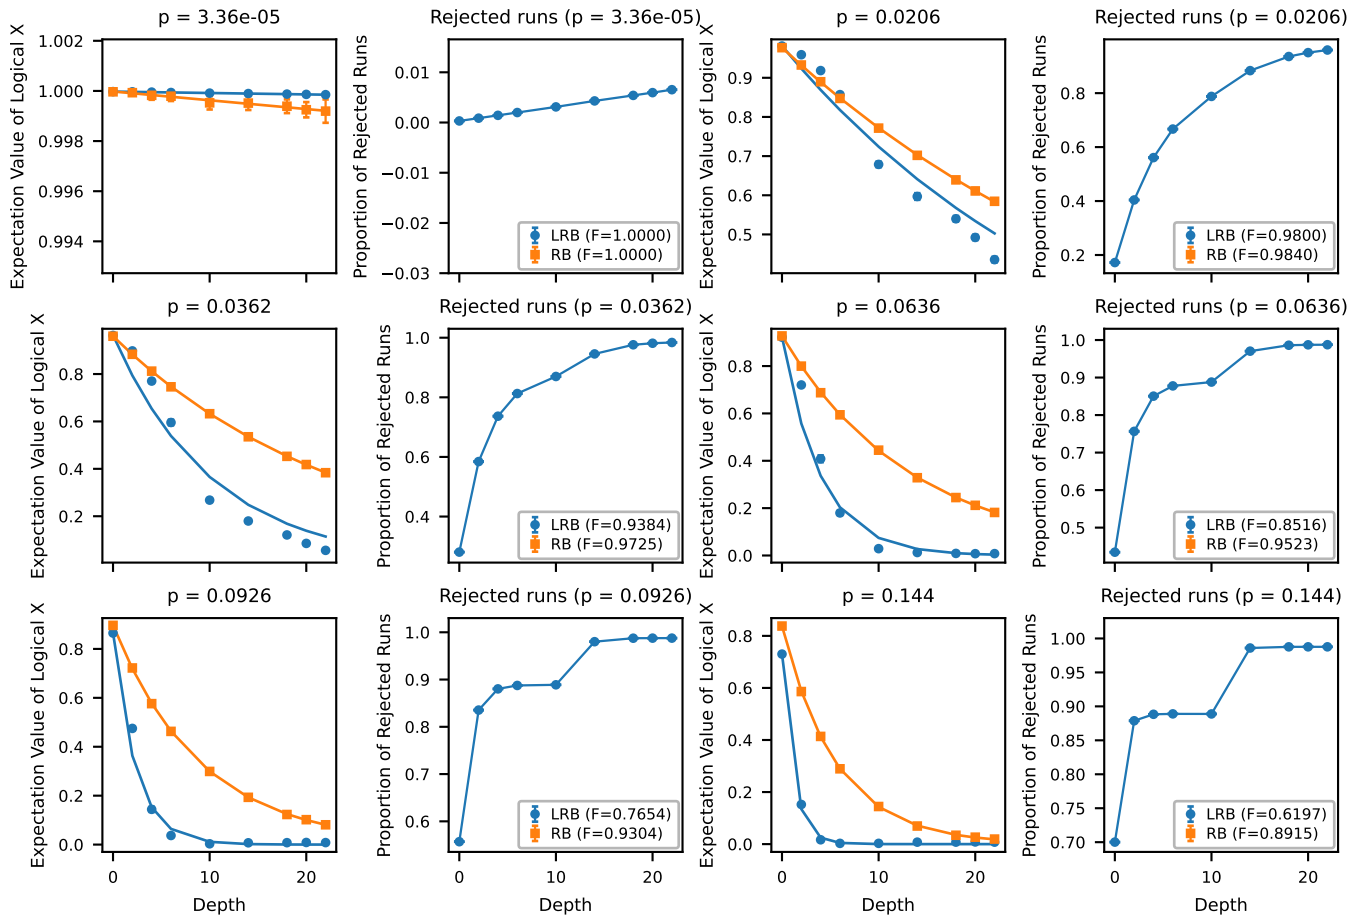 p = 3.36e-05
Expectation Value of Logical X
1.002
1.000
0.998
0.996
0.994
Rejected runs (p = 3.36e-05)
Proportion of Rejected Runs
0.01
0.00
−0.01
−0.02
−0.03
LRB (F=1.0000)
RB (F=1.0000)
p = 0.0206
Expectation Value of Logical X
0.9
0.8
0.7
0.6
0.5
Rejected runs (p = 0.0206)
Proportion of Rejected Runs
0.8
0.6
0.4
0.2
LRB (F=0.9800)
RB (F=0.9840)
p = 0.0362
Expectation Value of Logical X
0.8
0.6
0.4
0.2
Rejected runs (p = 0.0362)
Proportion of Rejected Runs
1.0
0.8
0.6
0.4
LRB (F=0.9384)
RB (F=0.9725)
p = 0.0636
Expectation Value of Logical X
0.8
0.6
0.4
0.2
0.0
Rejected runs (p = 0.0636)
Proportion of Rejected Runs
1.0
0.9
0.8
0.7
0.6
0.5
LRB (F=0.8516)
RB (F=0.9523)
p = 0.0926
Expectation Value of Logical X
0.8
0.6
0.4
0.2
0.0
0 10 20
Depth
Rejected runs (p = 0.0926)
Proportion of Rejected Runs
1.0
0.9
0.8
0.7
0.6
LRB (F=0.7654)
RB (F=0.9304)
0 10 20
Depth
p = 0.144
Expectation Value of Logical X
0.8
0.6
0.4
0.2
0.0
0 10 20
Depth
Rejected runs (p = 0.144)
Proportion of Rejected Runs
1.00
0.95
0.90
0.85
0.80
0.75
0.70
LRB (F=0.6197)
RB (F=0.8915)
0 10 20
Depth